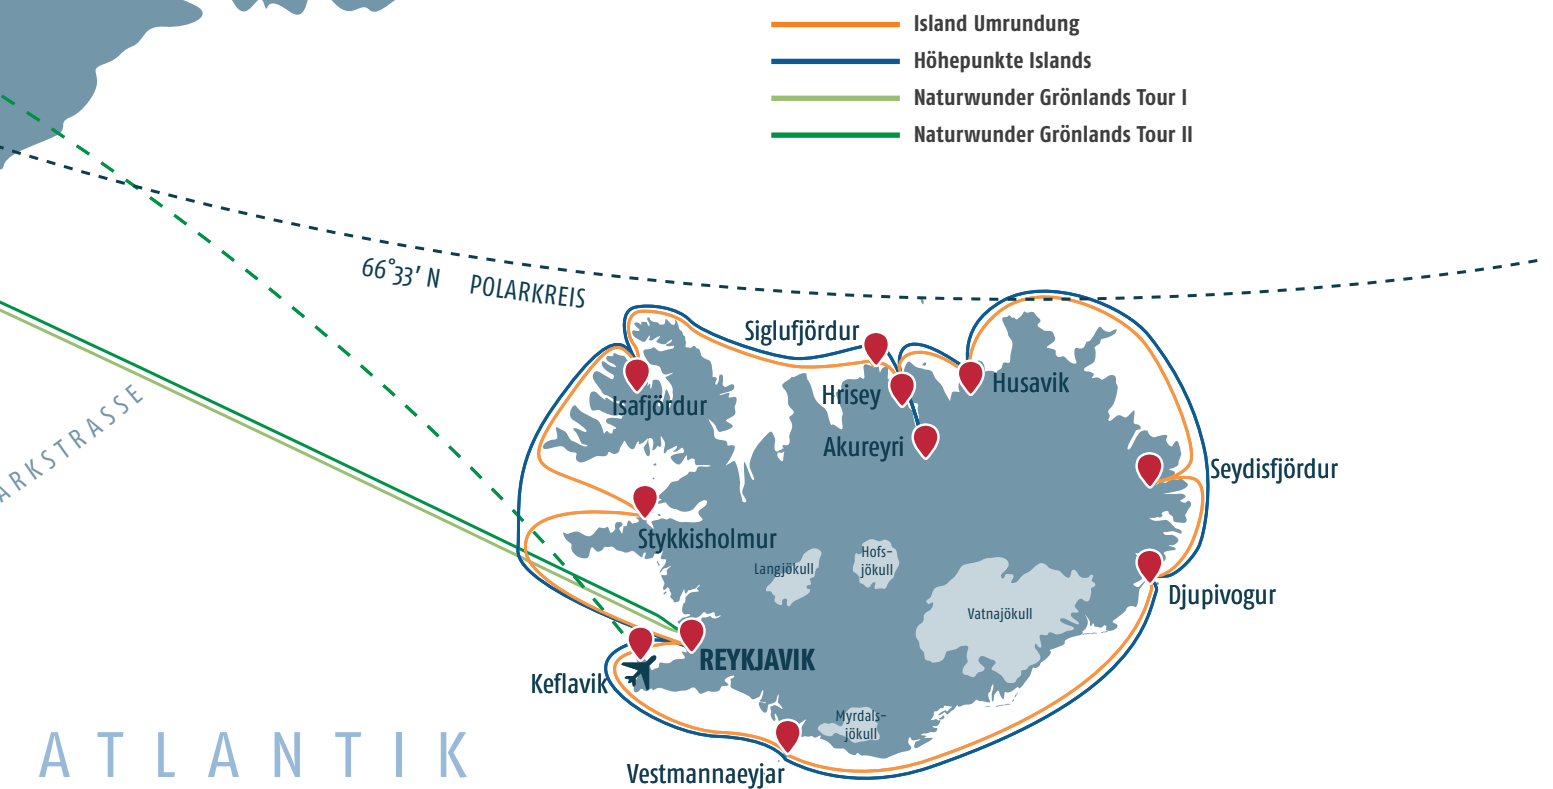 Island Umrundung
Höhepunkte Islands
Naturwunder Grönlands Tour I
Naturwunder Grönlands Tour II
66°33′ N POLARKREIS
ARKSTRASSE
Siglufjördur
Hrisey
Husavik
Isafjördur
Akureyri
Seydisfjördur
Stykkisholmur
Langjökull
Hofs-
jökull
Vatnajökull
Djupivogur
REYKJAVIK
Keflavik
Myrdals-
jökull
Vestmannaeyjar
ATLANTIK